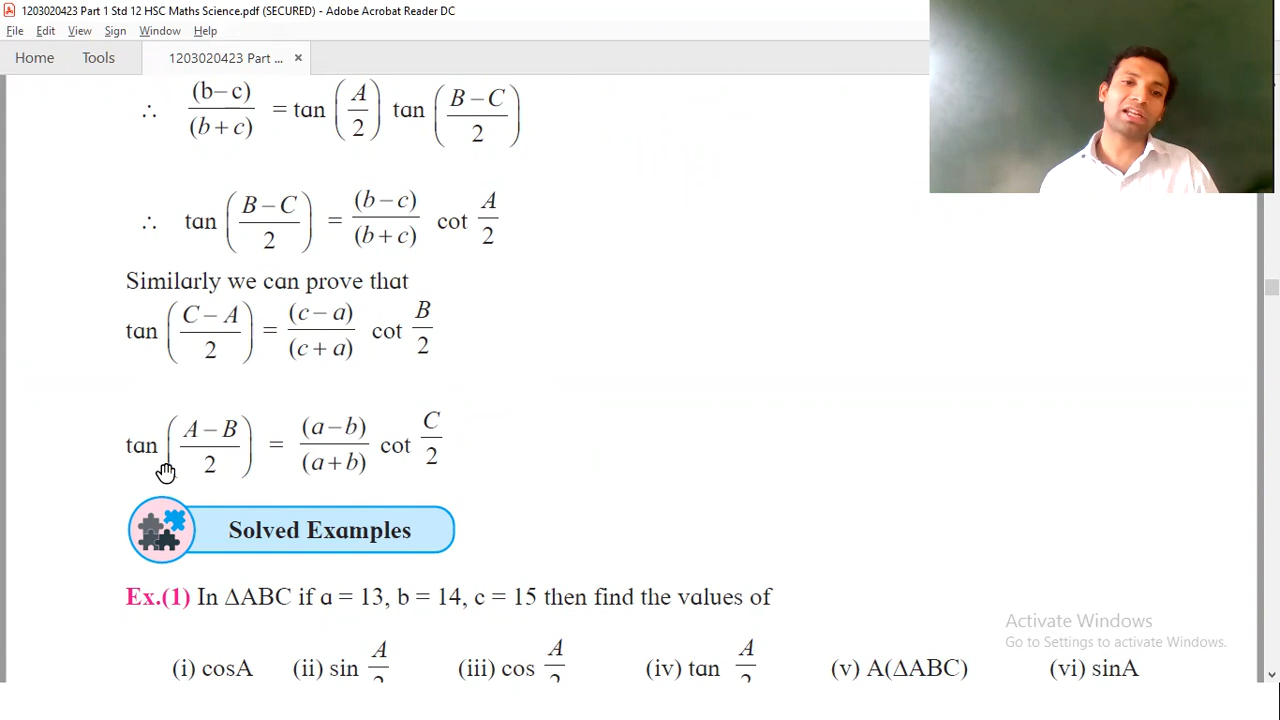 1203020423 Part 1 Std 12 HSC Maths Science.pdf (SECURED) - Adobe Acrobat Reader DC
File Edit View Sign Window Help
Home Tools 1203020423 Part ... ×
∴ (b–c)/(b+c) = tan (A/2) tan ((B–C)/2)
∴ tan ((B–C)/2) = (b–c)/(b+c) cot A/2
Similarly we can prove that
tan ((C–A)/2) = (c–a)/(c+a) cot B/2
tan ((A–B)/2) = (a–b)/(a+b) cot C/2
Solved Examples
Ex.(1) In ΔABC if a = 13, b = 14, c = 15 then find the values of
(i) cosA (ii) sin A/2 (iii) cos A/2 (iv) tan A/2 (v) A(ΔABC) (vi) sinA
Activate Windows
Go to Settings to activate Windows.